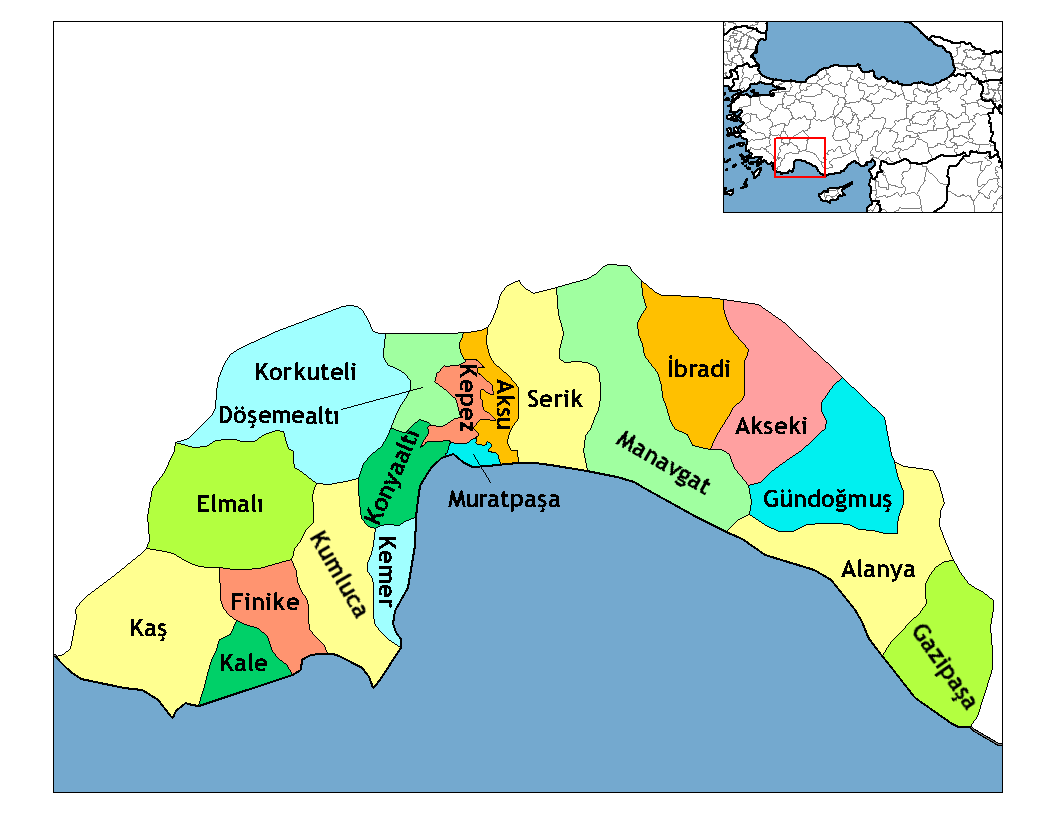 Korkuteli
Döşemealtı
Kepez
Aksu
Serik
İbradi
Akseki
Manavgat
Konyaaltı
Muratpaşa
Gündoğmuş
Elmalı
Kumluca
Kemer
Alanya
Finike
Kaş
Kale
Gazipaşa